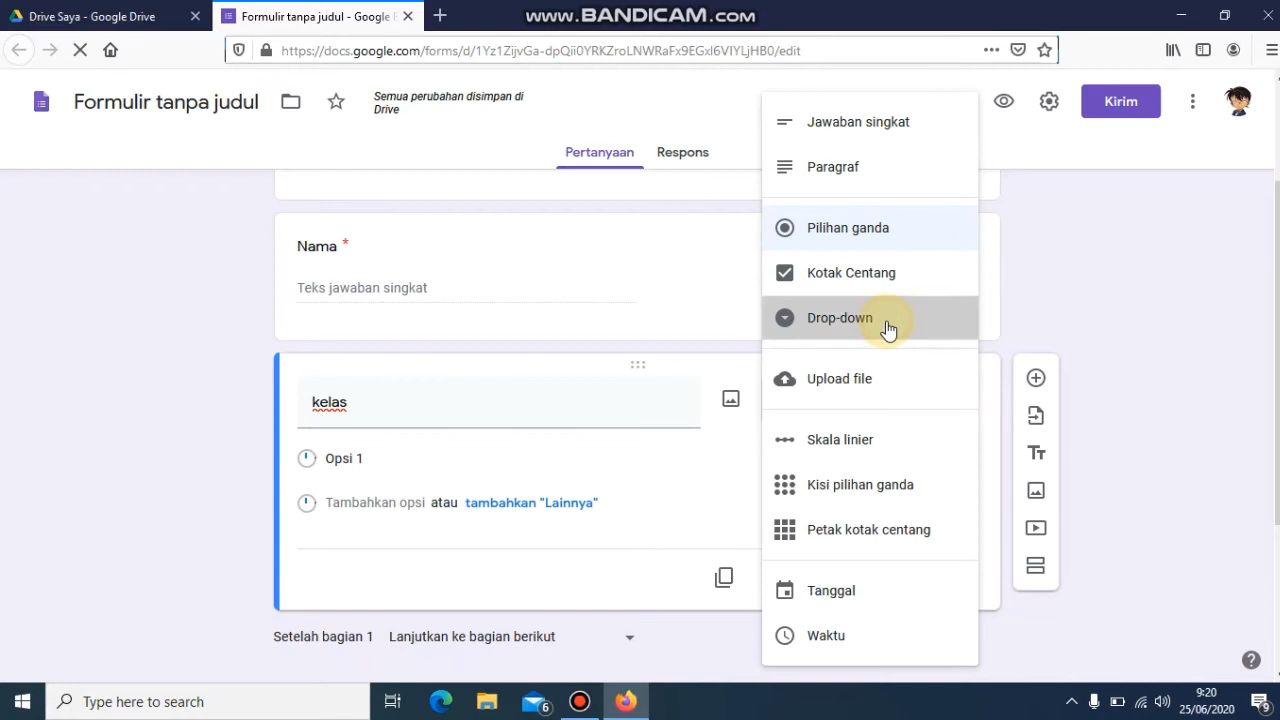 Drive Saya - Google Drive
Formulir tanpa judul - Google F
www.BANDICAM.com
https://docs.google.com/forms/d/1Yz1ZijvGa-dpQii0YRKZroLNWRaFx9EGxl6VIYLjHB0/edit
Formulir tanpa judul
Semua perubahan disimpan di
Drive
Kirim
Pertanyaan
Respons
Jawaban singkat
Paragraf
Pilihan ganda
Kotak Centang
Drop-down
Upload file
Skala linier
Kisi pilihan ganda
Petak kotak centang
Tanggal
Waktu
Nama *
Teks jawaban singkat
kelas
Opsi 1
Tambahkan opsi atau tambahkan "Lainnya"
Setelah bagian 1 Lanjutkan ke bagian berikut
Type here to search
6
9:20
25/06/2020
9